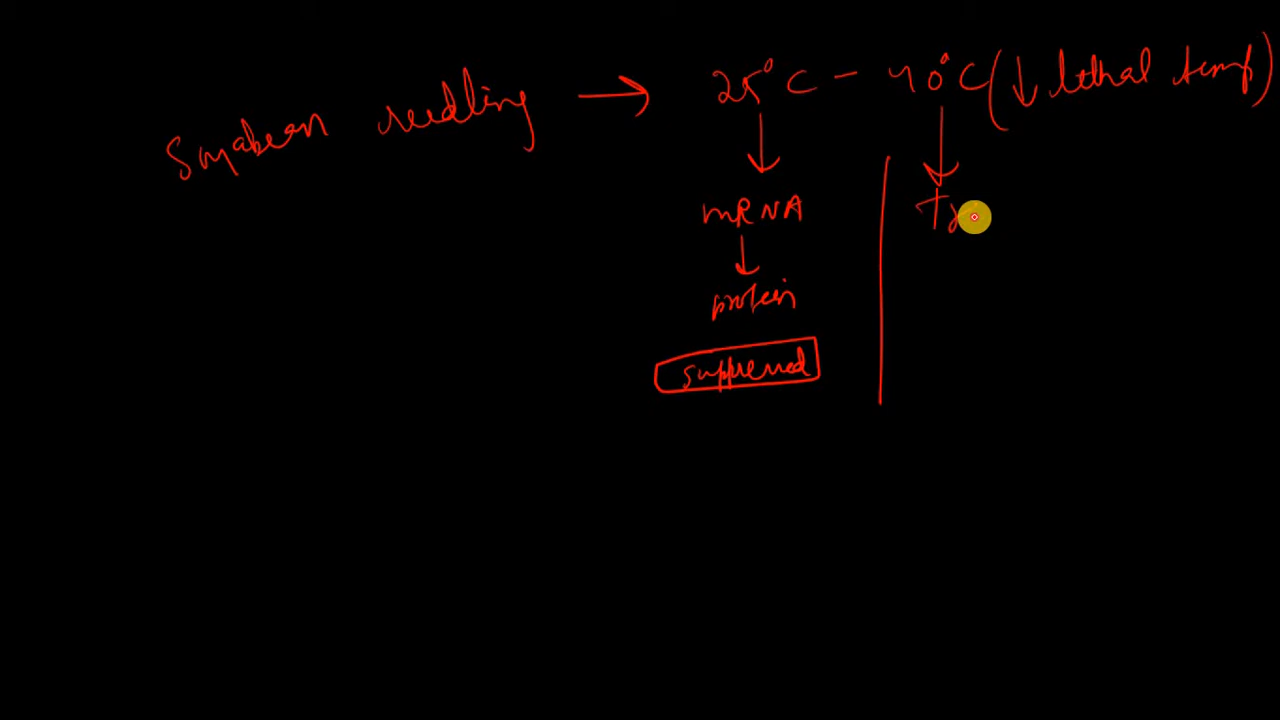 Soyabean seedling → 25°C - 40°C (↓ lethal temp)
mRNA
↓
protein
suppressed